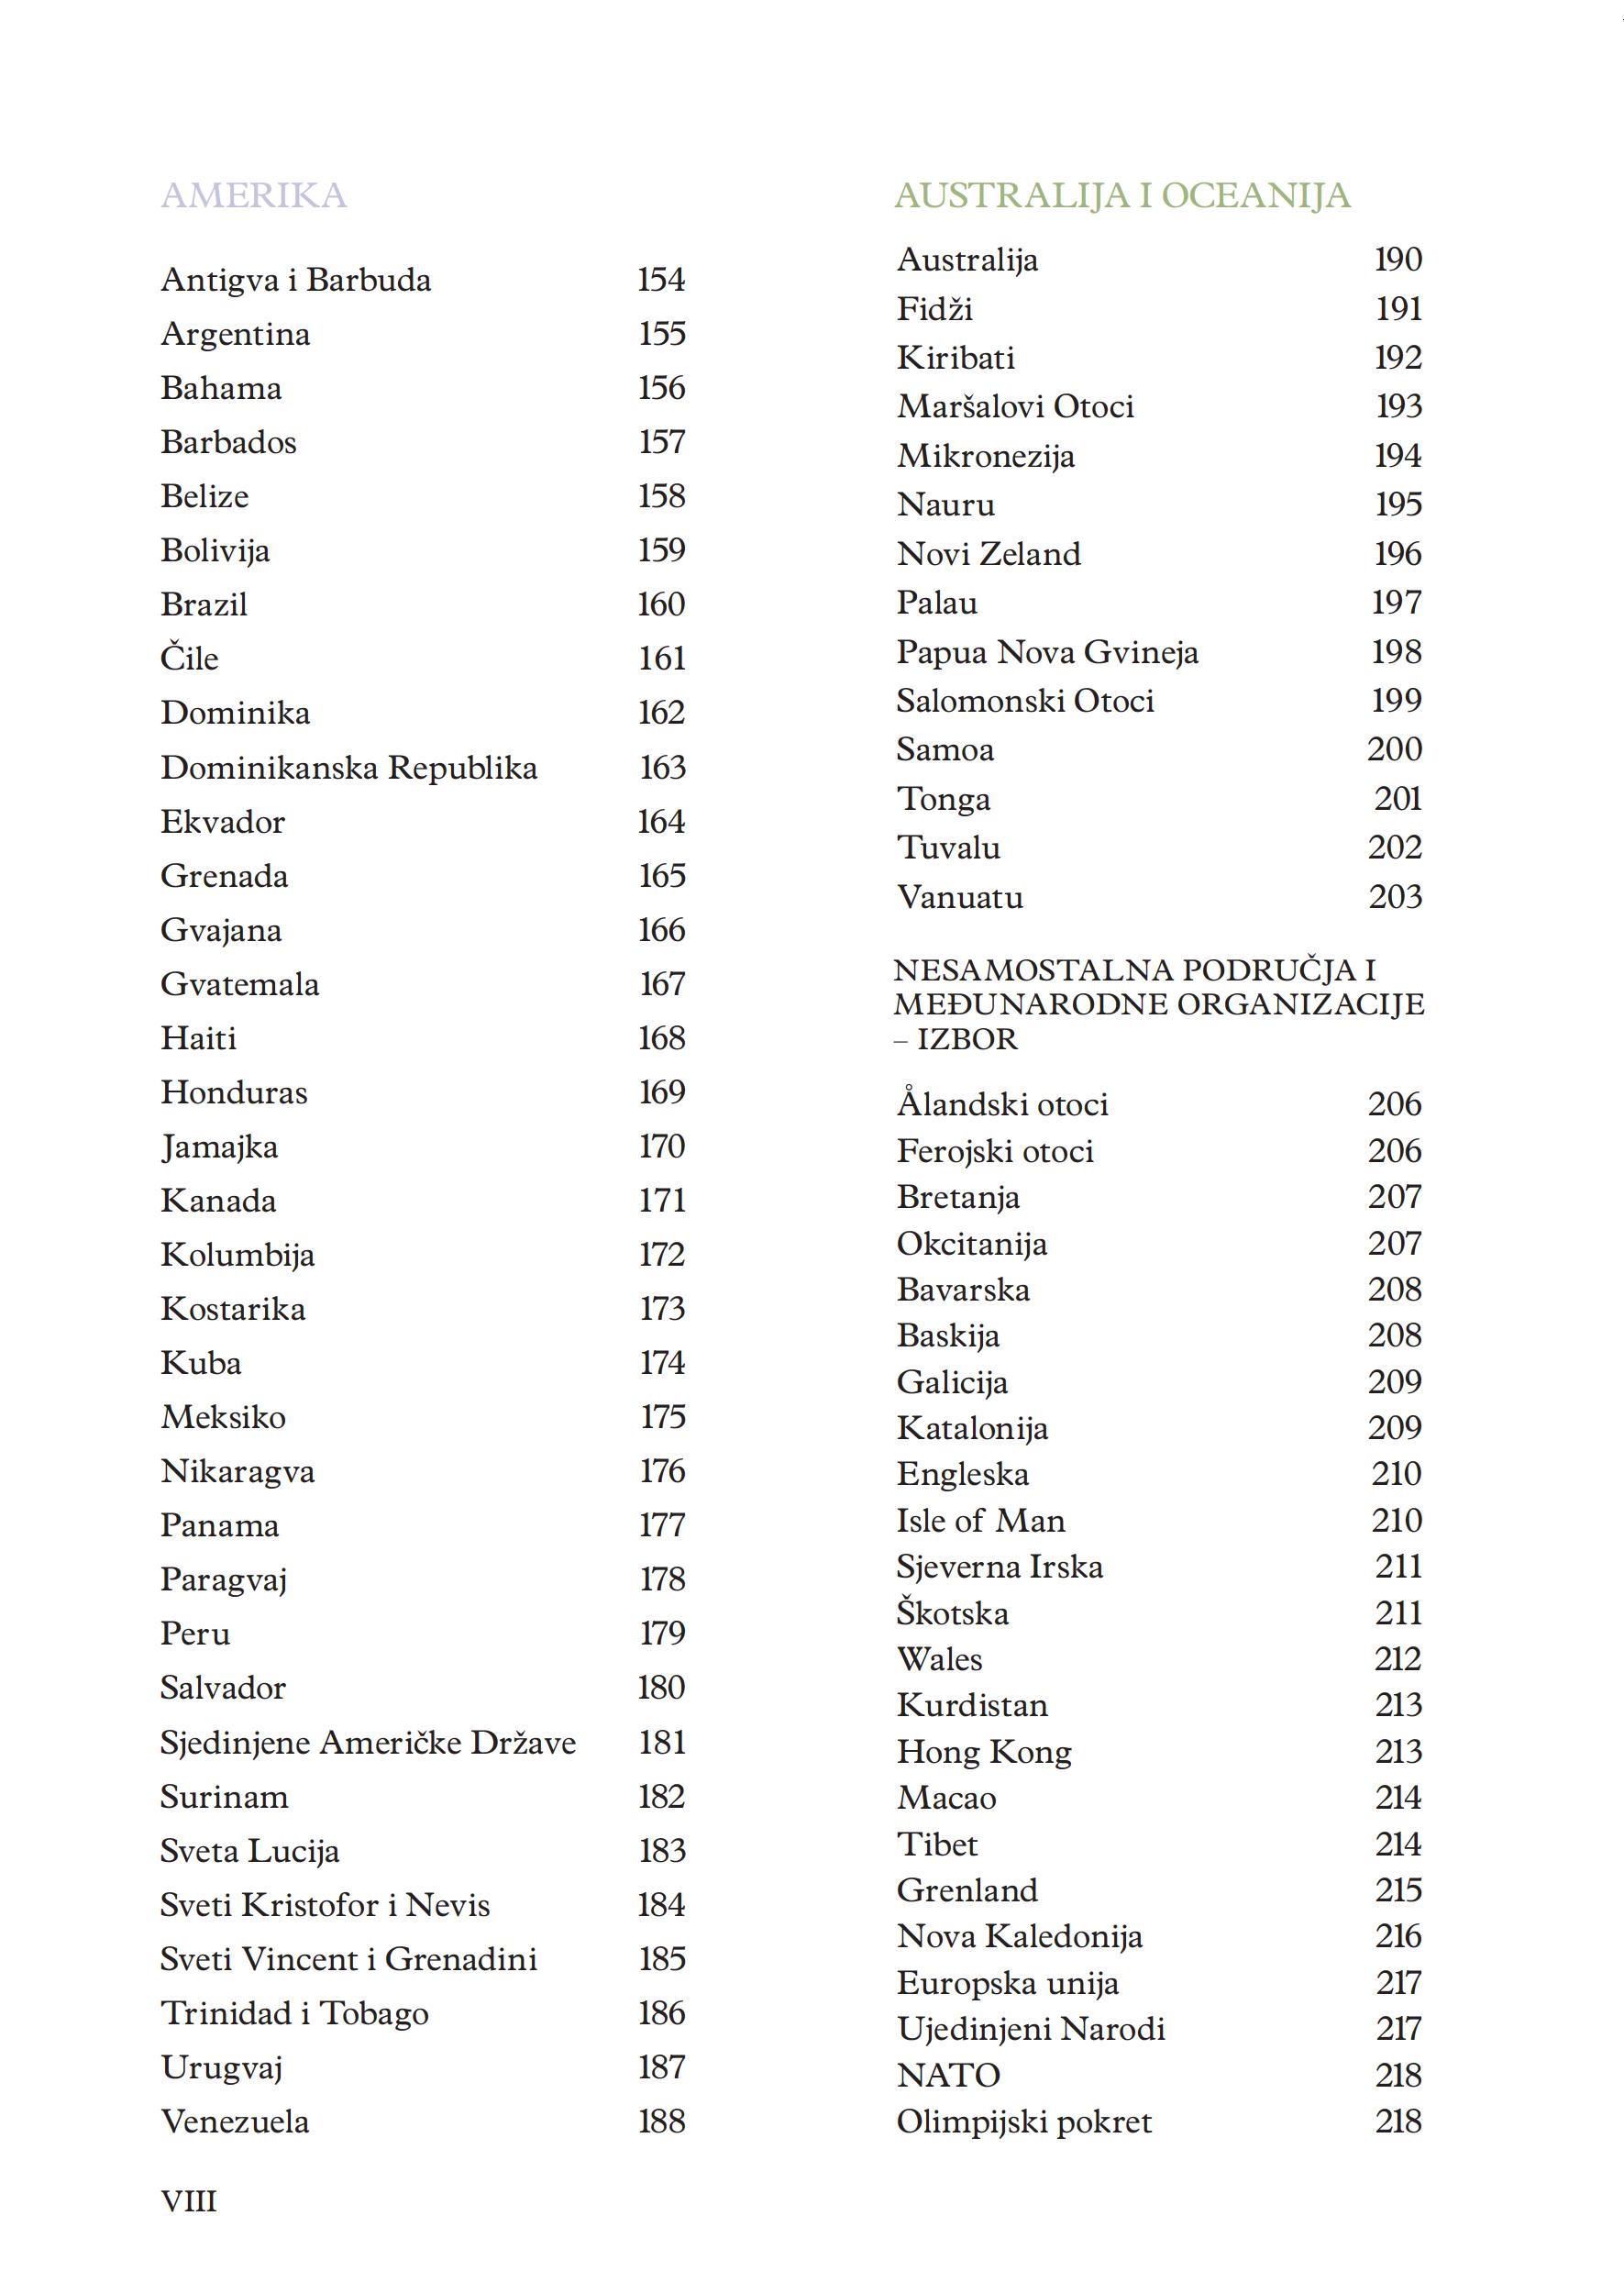 AMERIKA
Antigva i Barbuda 154
Argentina 155
Bahama 156
Barbados 157
Belize 158
Bolivija 159
Brazil 160
Čile 161
Dominika 162
Dominikanska Republika 163
Ekvador 164
Grenada 165
Gvajana 166
Gvatemala 167
Haiti 168
Honduras 169
Jamajka 170
Kanada 171
Kolumbija 172
Kostarika 173
Kuba 174
Meksiko 175
Nikaragva 176
Panama 177
Paragvaj 178
Peru 179
Salvador 180
Sjedinjene Američke Države 181
Surinam 182
Sveta Lucija 183
Sveti Kristofor i Nevis 184
Sveti Vincent i Grenadini 185
Trinidad i Tobago 186
Urugvaj 187
Venezuela 188
AUSTRALIJA I OCEANIJA
Australija 190
Fidži 191
Kiribati 192
Maršalovi Otoci 193
Mikronezija 194
Nauru 195
Novi Zeland 196
Palau 197
Papua Nova Gvineja 198
Salomonski Otoci 199
Samoa 200
Tonga 201
Tuvalu 202
Vanuatu 203
NESAMOSTALNA PODRUČJA I
MEĐUNARODNE ORGANIZACIJE
– IZBOR
Ålandski otoci 206
Ferojski otoci 206
Bretanja 207
Okcitanija 207
Bavarska 208
Baskija 208
Galicija 209
Katalonija 209
Engleska 210
Isle of Man 210
Sjeverna Irska 211
Škotska 211
Wales 212
Kurdistan 213
Hong Kong 213
Macao 214
Tibet 214
Grenland 215
Nova Kaledonija 216
Europska unija 217
Ujedinjeni Narodi 217
NATO 218
Olimpijski pokret 218
VIII